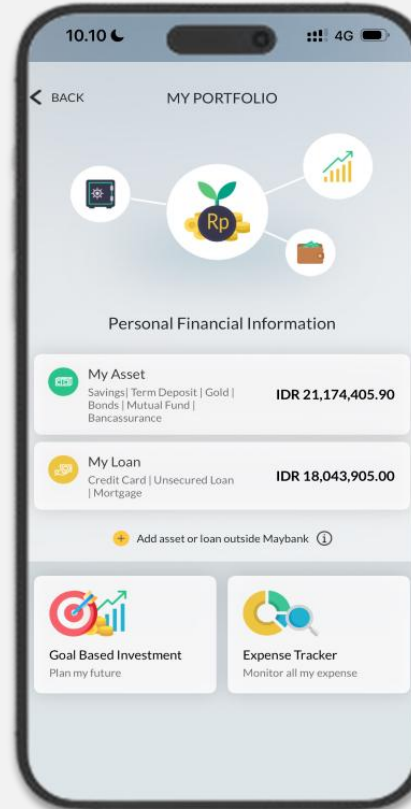 10.10
4G
BACK
MY PORTFOLIO
Rp
Personal Financial Information
My Asset
Savings| Term Deposit | Gold |
Bonds | Mutual Fund |
Bancassurance
IDR 21,174,405.90
My Loan
Credit Card | Unsecured Loan
| Mortgage
IDR 18,043,905.00
Add asset or loan outside Maybank
Goal Based Investment
Plan my future
Expense Tracker
Monitor all my expense